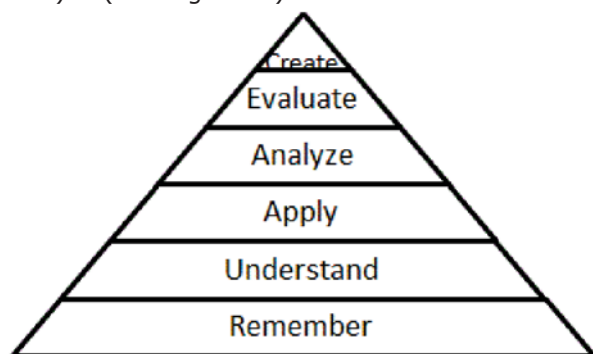 Create
Evaluate
Analyze
Apply
Understand
Remember